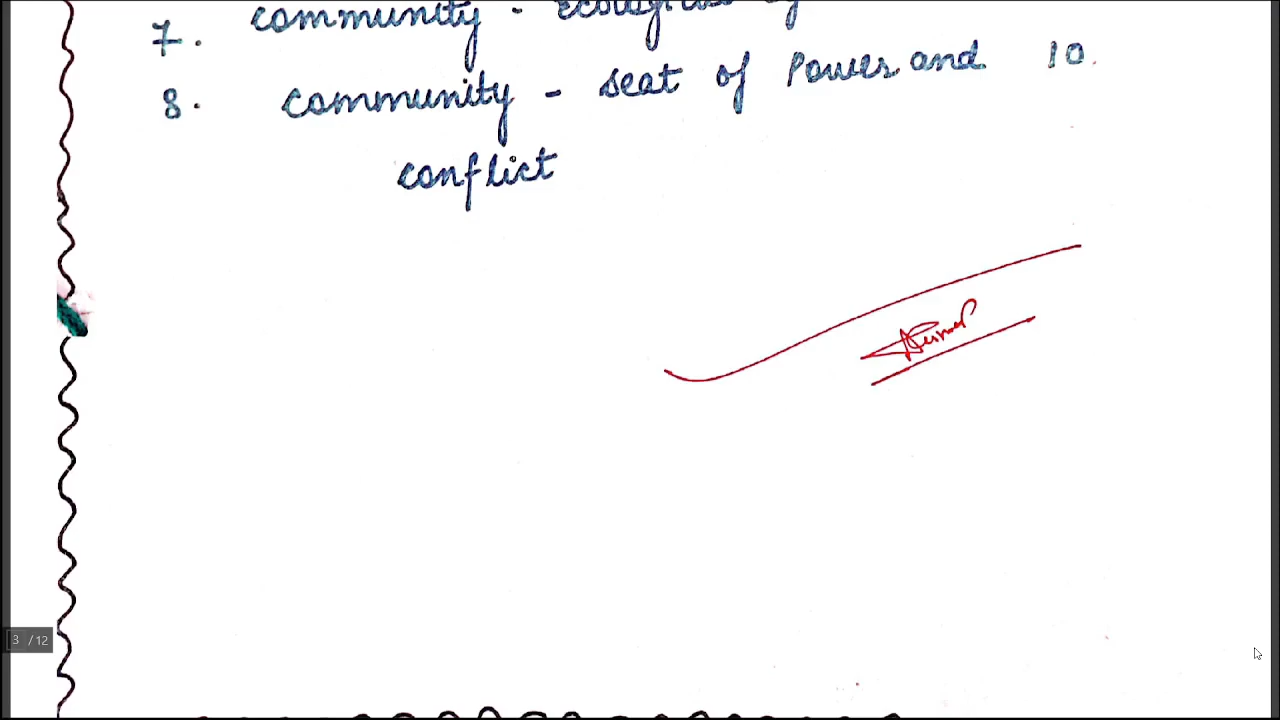 7. community -
8. community - seat of Power and 10.
conflict
3 / 12